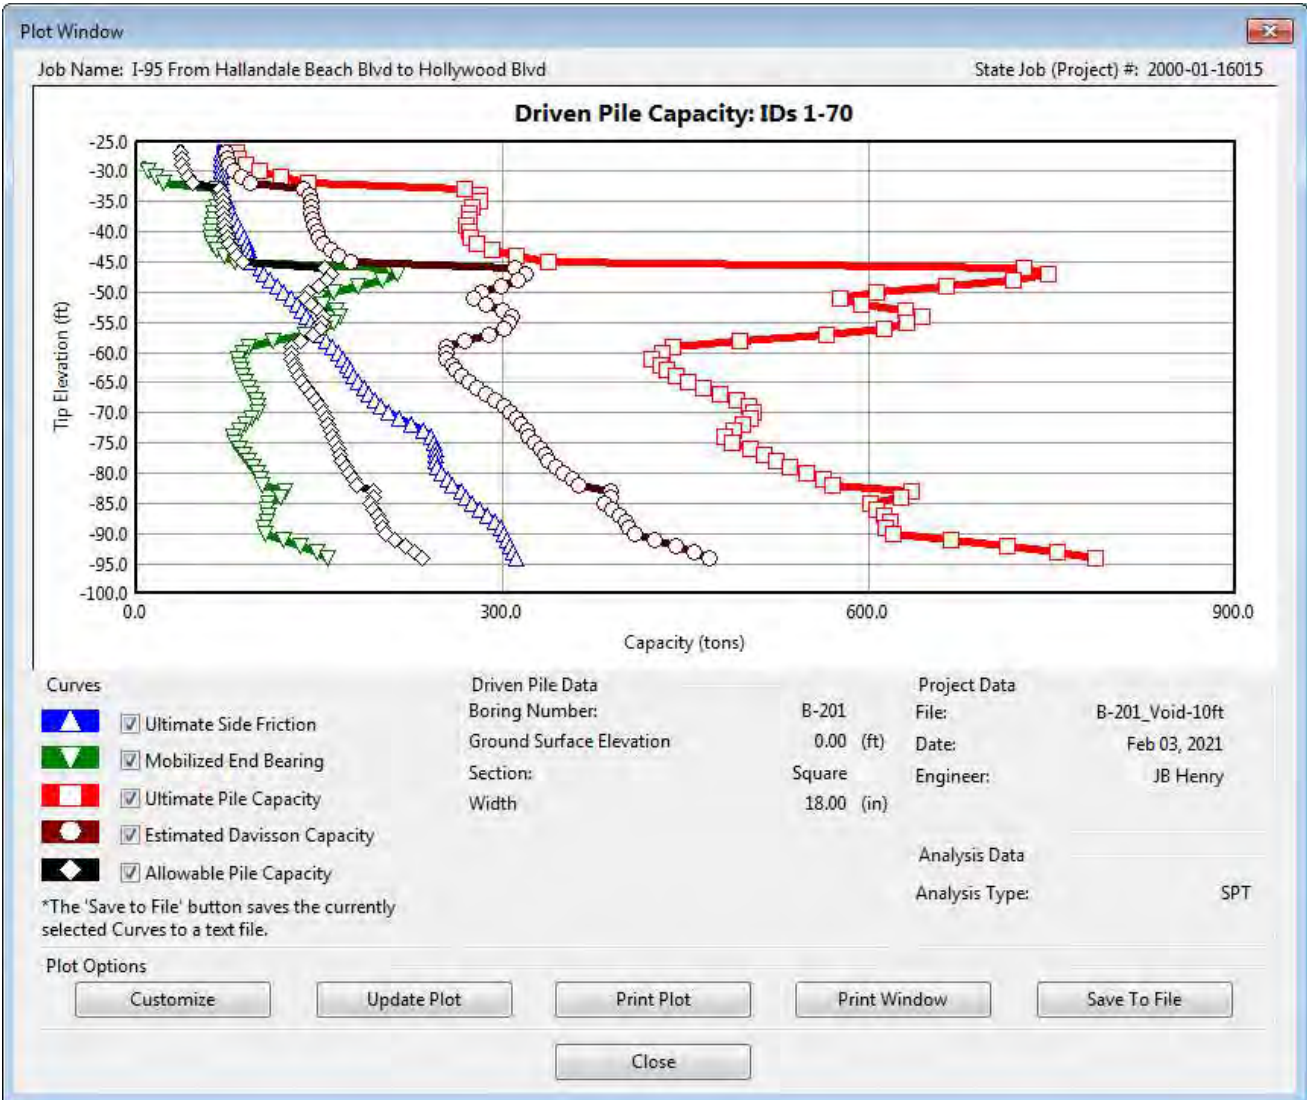 Plot Window
Job Name: I-95 From Hallandale Beach Blvd to Hollywood Blvd State Job (Project) #: 2000-01-16015
Driven Pile Capacity: IDs 1-70
-25.0
-30.0
-35.0
-40.0
-45.0
-50.0
-55.0
-60.0
-65.0
-70.0
-75.0
-80.0
-85.0
-90.0
-95.0
-100.0
Tip Elevation (ft)
0.0 300.0 600.0 900.0
Capacity (tons)
Curves
Ultimate Side Friction
Mobilized End Bearing
Ultimate Pile Capacity
Estimated Davisson Capacity
Allowable Pile Capacity
*The 'Save to File' button saves the currently
selected Curves to a text file.
Driven Pile Data
Boring Number: B-201
Ground Surface Elevation 0.00 (ft)
Section: Square
Width 18.00 (in)
Project Data
File: B-201_Void-10ft
Date: Feb 03, 2021
Engineer: JB Henry
Analysis Data
Analysis Type: SPT
Plot Options
Customize Update Plot Print Plot Print Window Save To File
Close